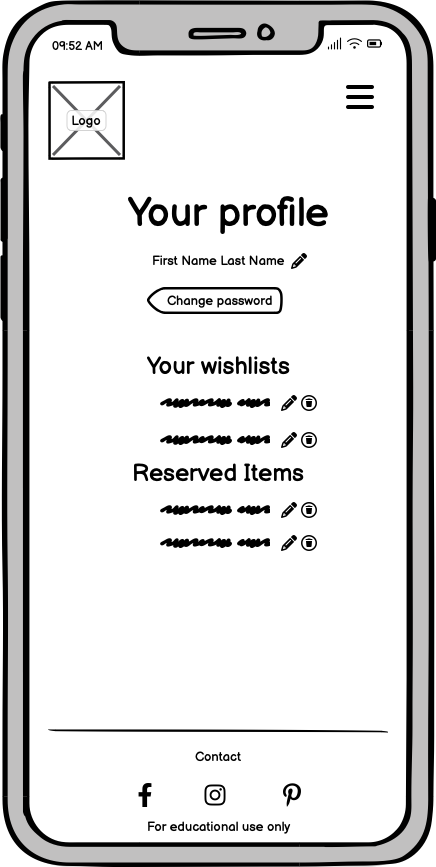 09:52 AM
Logo
Your profile
First Name Last Name
Change password
Your wishlists
Reserved Items
Contact
For educational use only